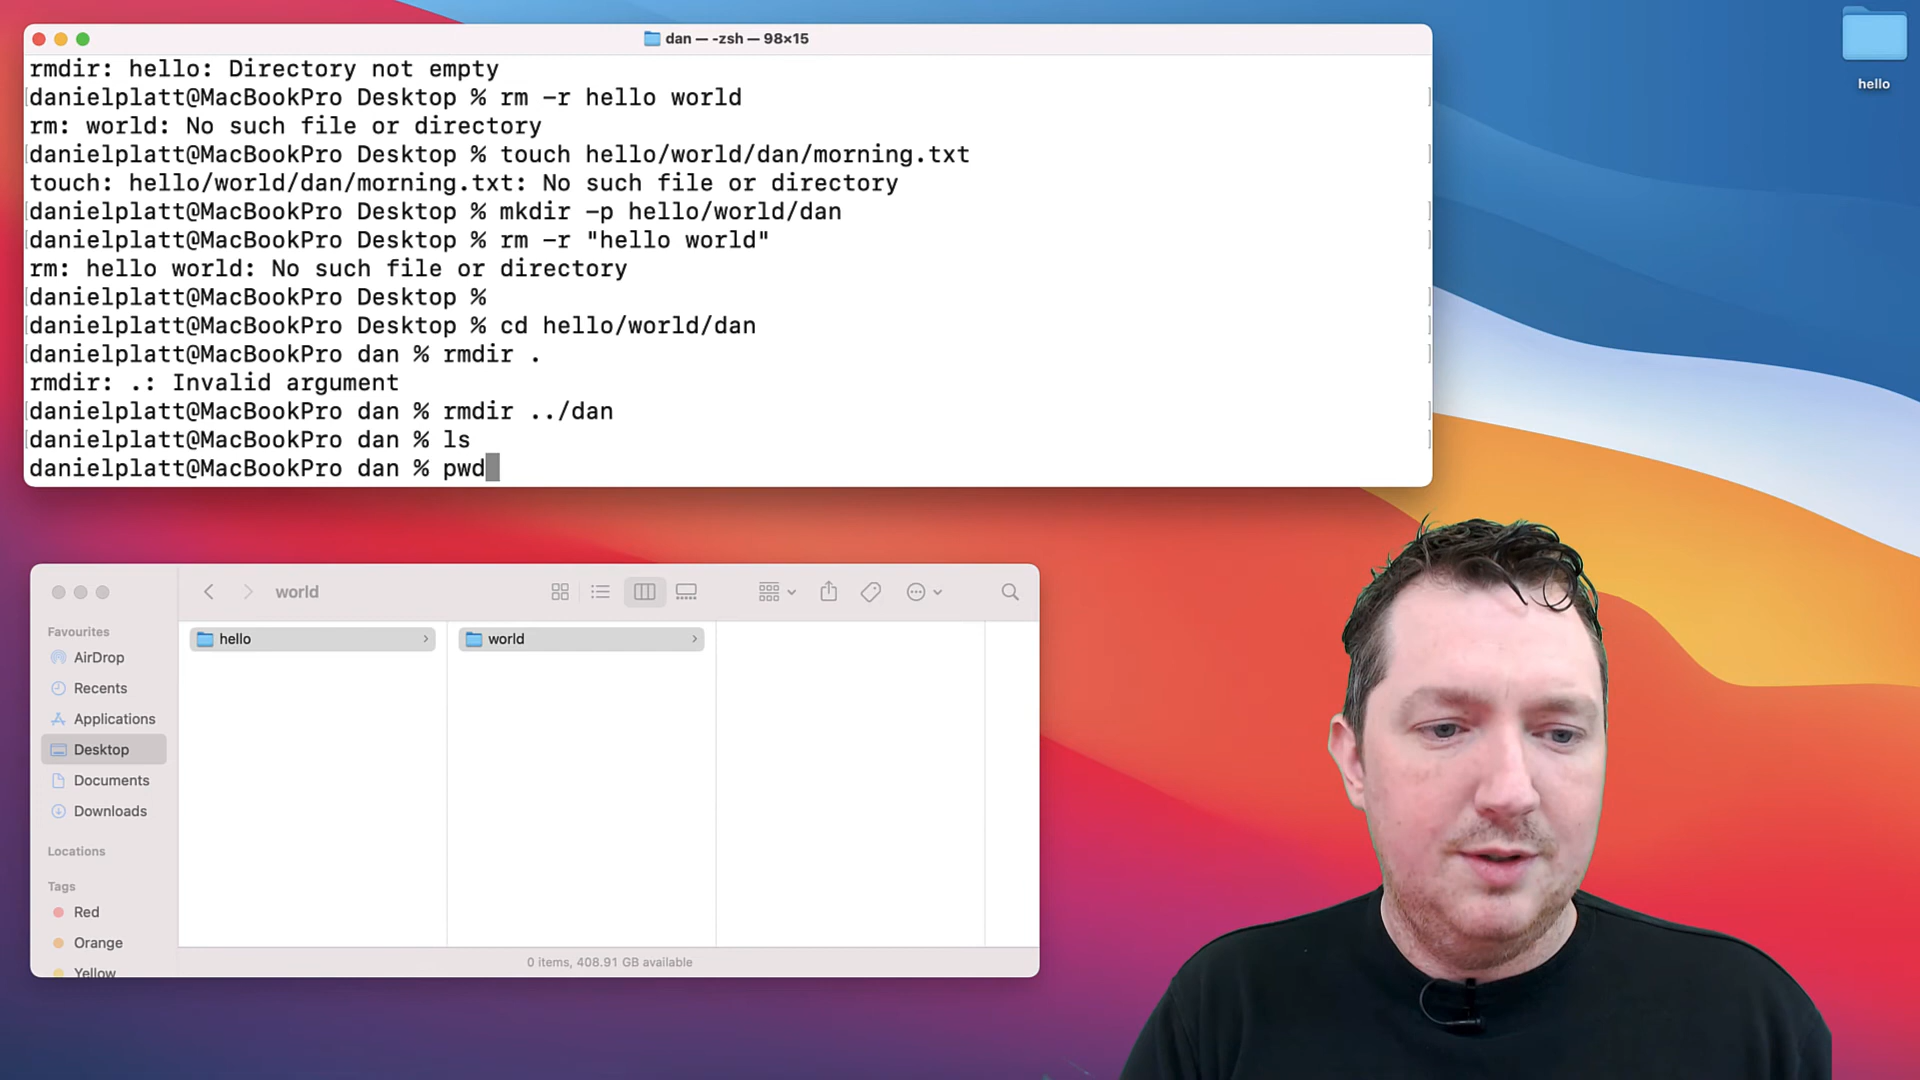 dan — -zsh — 98×15
rmdir: hello: Directory not empty
danielplatt@MacBookPro Desktop % rm -r hello world
rm: world: No such file or directory
danielplatt@MacBookPro Desktop % touch hello/world/dan/morning.txt
touch: hello/world/dan/morning.txt: No such file or directory
danielplatt@MacBookPro Desktop % mkdir -p hello/world/dan
danielplatt@MacBookPro Desktop % rm -r "hello world"
rm: hello world: No such file or directory
danielplatt@MacBookPro Desktop %
danielplatt@MacBookPro Desktop % cd hello/world/dan
danielplatt@MacBookPro dan % rmdir .
rmdir: .: Invalid argument
danielplatt@MacBookPro dan % rmdir ../dan
danielplatt@MacBookPro dan % ls
danielplatt@MacBookPro dan % pwd
hello
world
Favourites
AirDrop
Recents
Applications
Desktop
Documents
Downloads
Locations
Tags
Red
Orange
Yellow
hello
world
0 items, 408.91 GB available